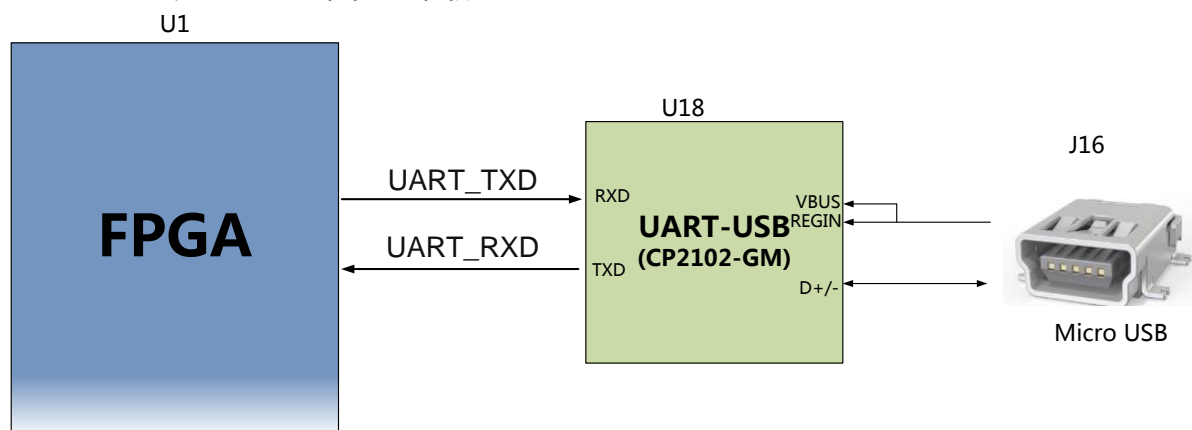 U1
FPGA
UART_TXD
UART_RXD
U18
RXD
TXD
UART-USB
(CP2102-GM)
VBUS
REGIN
D+/-
J16
Micro USB